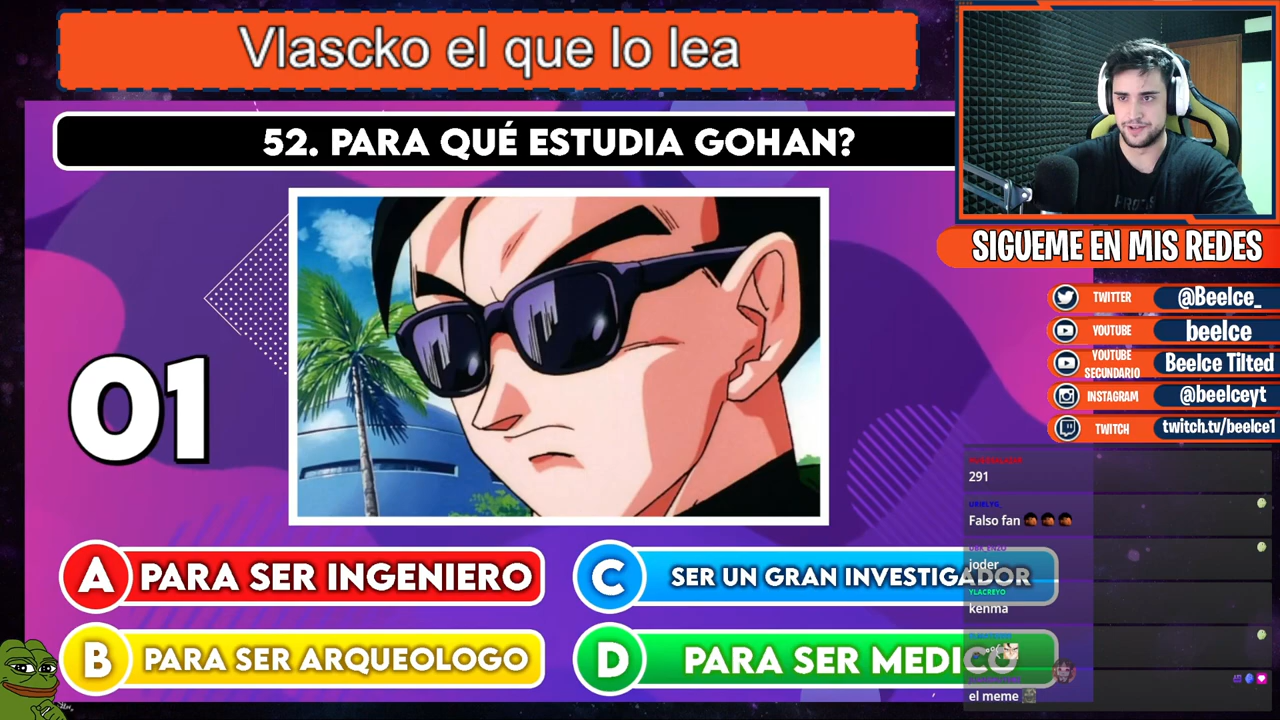 Vlascko el que lo lea
52. PARA QUÉ ESTUDIA GOHAN?
01
A PARA SER INGENIERO
C SER UN GRAN INVESTIGADOR
B PARA SER ARQUEOLOGO
D PARA SER MEDICO
SIGUEME EN MIS REDES
TWITTER @Beelce_
YOUTUBE beelce
YOUTUBE SECUNDARIO Beelce Tilted
INSTAGRAM @beelceyt
TWITCH twitch.tv/beelce1
291
Falso fan
joder
YLACREYO
kenma
el meme